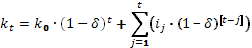 k_t = k_0 · (1 − δ)^t + ∑_{j=1}^{t} (i_j · (1 − δ)^{[t−j]})